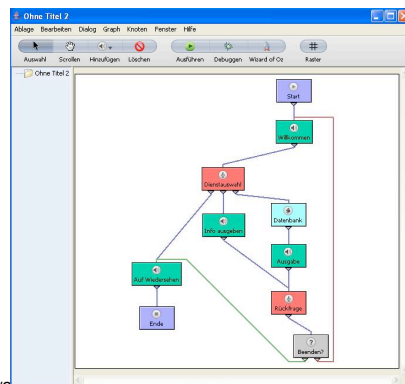 Ohne Titel 2
Ablage Bearbeiten Dialog Graph Knoten Fenster Hilfe
Auswahl Scrollen Hinzufügen Löschen Ausführen Debuggen Wizard of Oz Raster
Ohne Titel 2
Start
Willkommen
Dienstauswahl
Info ausgeben
Datenbank
Ausgabe
Auf Wiedersehen
Rückfrage
Ende
Beenden?